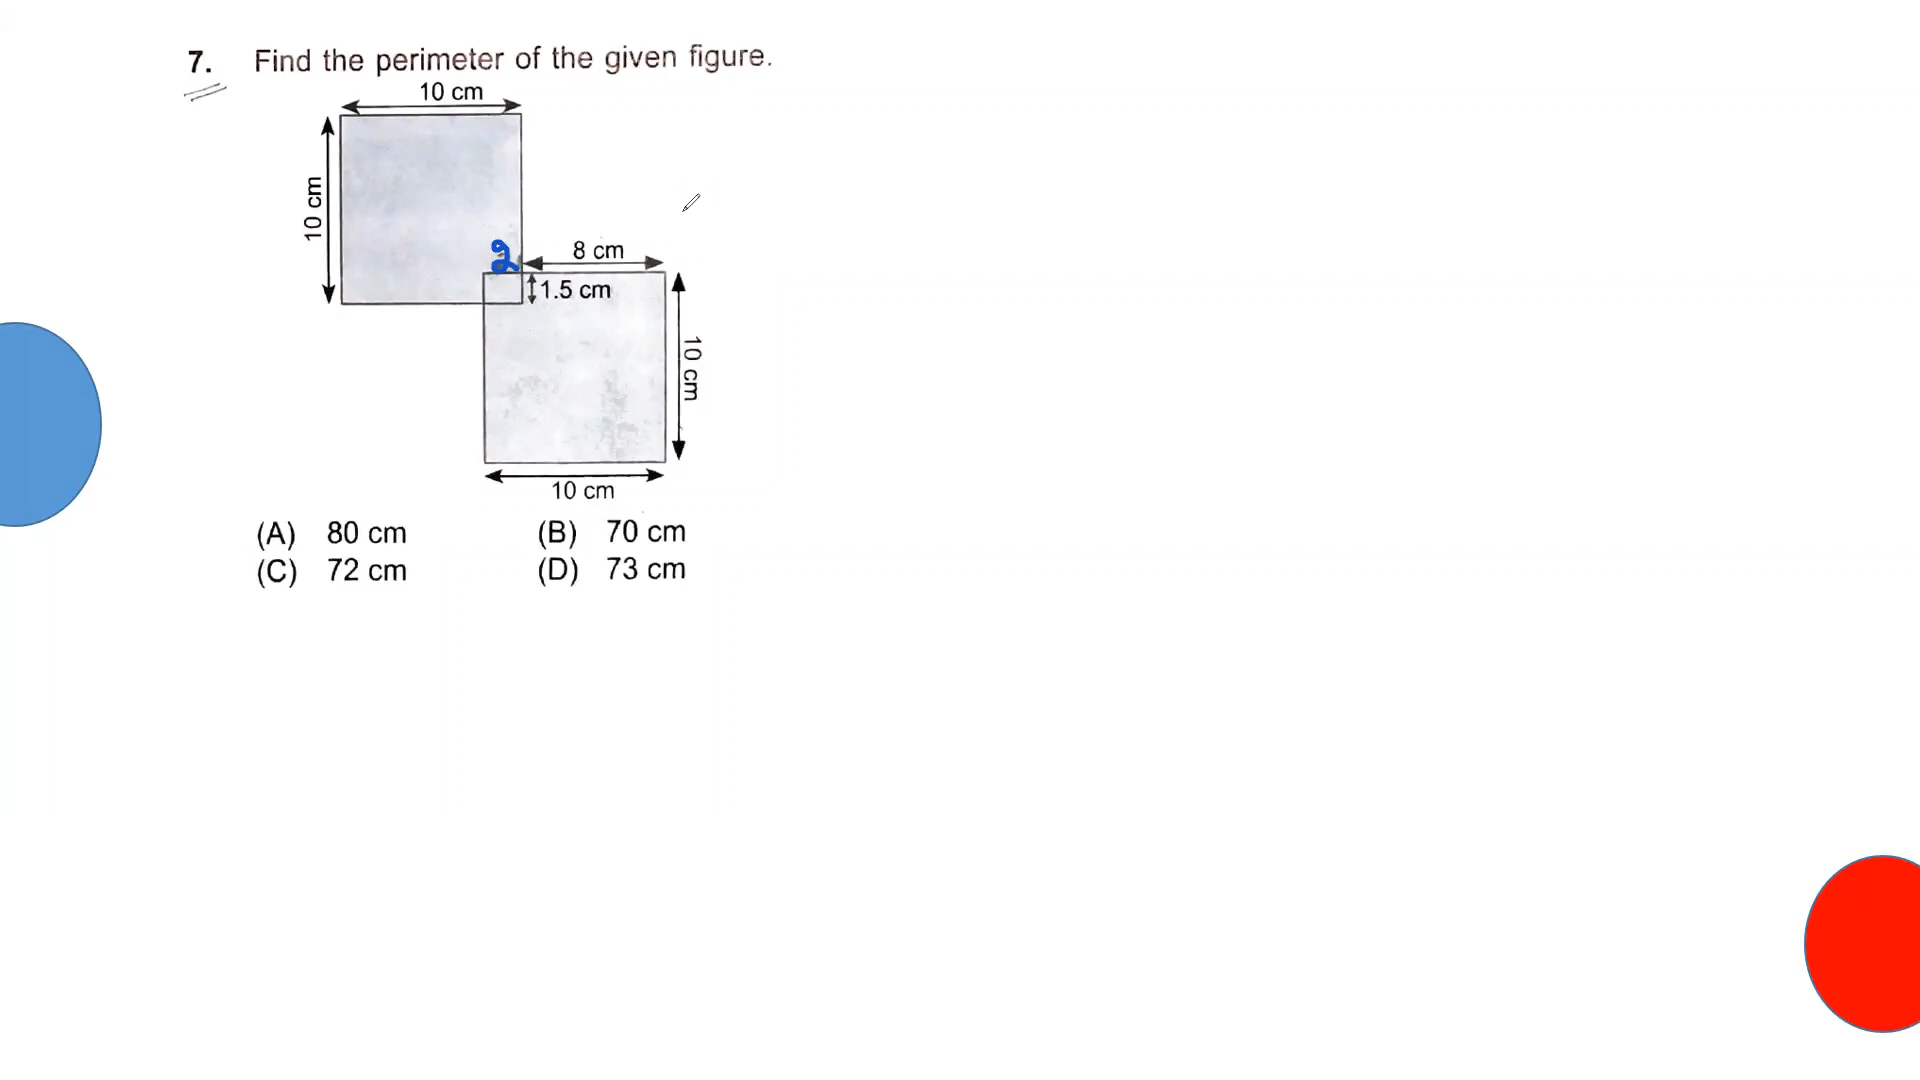 7. Find the perimeter of the given figure.
10 cm
10 cm
2
8 cm
1.5 cm
10 cm
10 cm
(A) 80 cm (B) 70 cm
(C) 72 cm (D) 73 cm